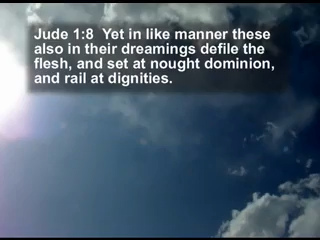 Jude 1:8  Yet in like manner these
also in their dreamings defile the
flesh, and set at nought dominion,
and rail at dignities.